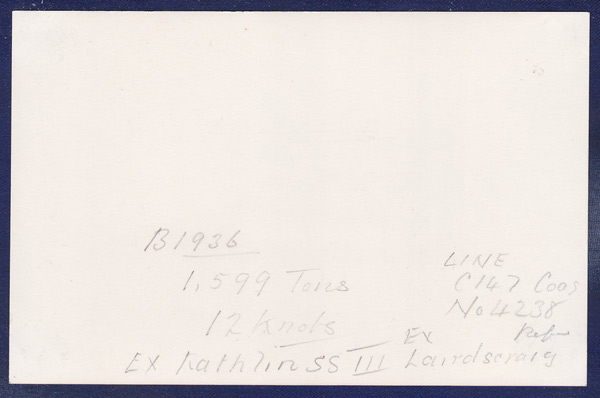 B1936
1,599 Tons
12 Knots
LINE
C147 Coas
No 4238
Ex Rathlin SS III Ex Lairdscraig